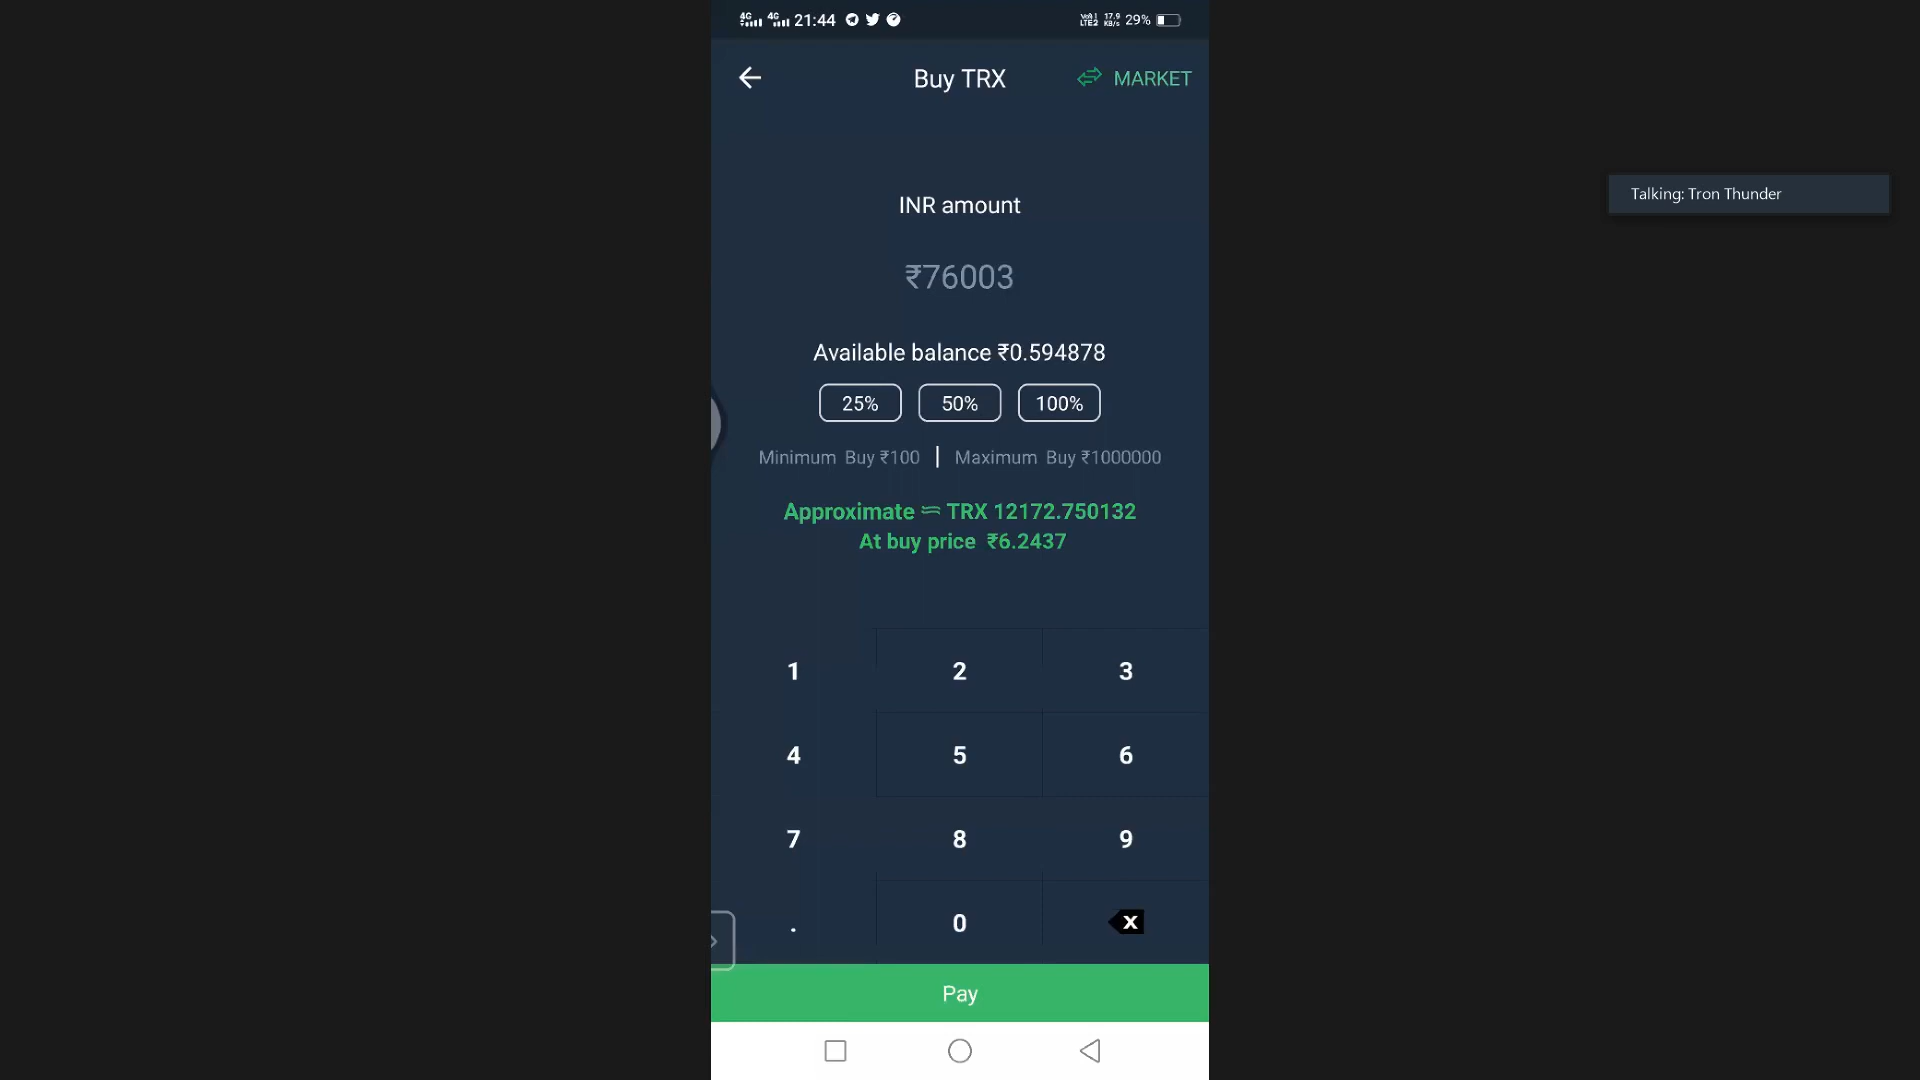 4G 4G 21:44 29%
Buy TRX MARKET
Talking: Tron Thunder
INR amount
₹76003
Available balance ₹0.594878
25% 50% 100%
Minimum Buy ₹100 | Maximum Buy ₹1000000
Approximate ≈ TRX 12172.750132
At buy price ₹6.2437
1 2 3
4 5 6
7 8 9
. 0 x
Pay